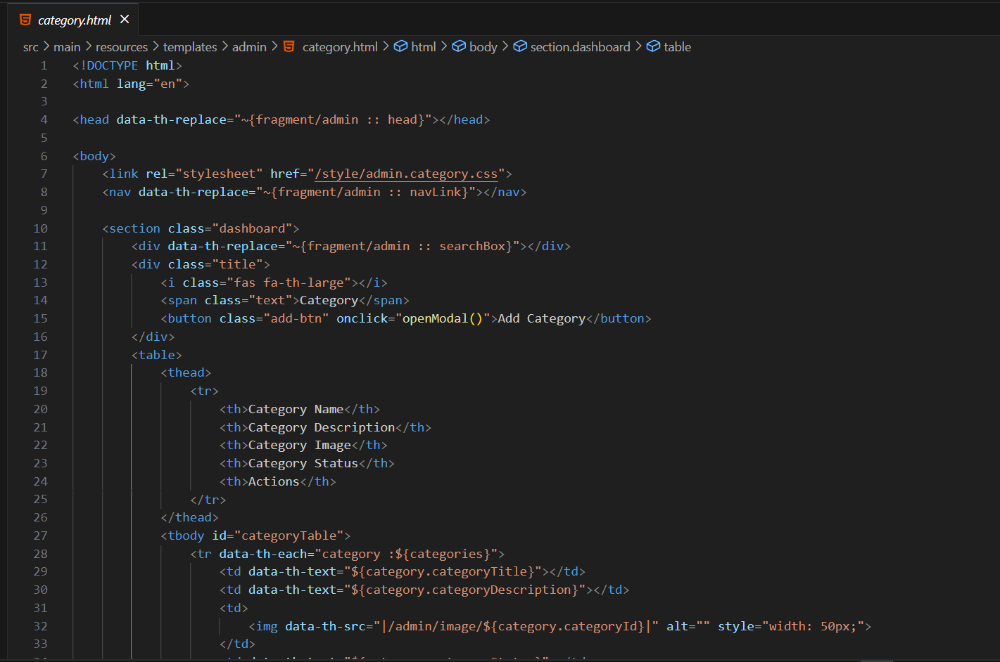 category.html
src > main > resources > templates > admin > category.html > html > body > section.dashboard > table
1 <!DOCTYPE html>
2 <html lang="en">
3
4 <head data-th-replace="~{fragment/admin :: head}"></head>
5
6 <body>
7 <link rel="stylesheet" href="/style/admin.category.css">
8 <nav data-th-replace="~{fragment/admin :: navLink}"></nav>
9
10 <section class="dashboard">
11 <div data-th-replace="~{fragment/admin :: searchBox}"></div>
12 <div class="title">
13 <i class="fas fa-th-large"></i>
14 <span class="text">Category</span>
15 <button class="add-btn" onclick="openModal()">Add Category</button>
16 </div>
17 <table>
18 <thead>
19 <tr>
20 <th>Category Name</th>
21 <th>Category Description</th>
22 <th>Category Image</th>
23 <th>Category Status</th>
24 <th>Actions</th>
25 </tr>
26 </thead>
27 <tbody id="categoryTable">
28 <tr data-th-each="category :${categories}">
29 <td data-th-text="${category.categoryTitle}"></td>
30 <td data-th-text="${category.categoryDescription}"></td>
31 <td>
32 <img data-th-src="|/admin/image/${category.categoryId}|" alt="" style="width: 50px;">
33 </td>